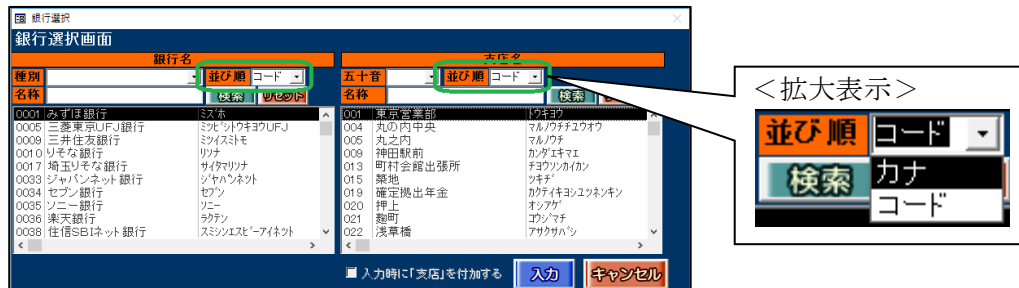 銀行選択
銀行選択画面
銀行名
種別 並び順 コード
名称 検索 リセット
0001 みずほ銀行 ミズホ
0005 三菱東京UFJ銀行 ミツビシトウキヨウUFJ
0009 三井住友銀行 ミツイスミトモ
0010 りそな銀行 リソナ
0017 埼玉りそな銀行 サイタマリソナ
0033 ジャパンネット銀行 ジヤパンネツト
0034 セブン銀行 セブン
0035 ソニー銀行 ソニー
0036 楽天銀行 ラクテン
0038 住信SBIネット銀行 スミシンエスビーアイネツト
支店名
五十音 並び順 コード
名称 検索
001 東京営業部 トウキヨウ
004 丸の内中央 マルノウチチユウオウ
005 丸之内 マルノウチ
009 神田駅前 カンダエキマエ
013 町村会館出張所 チヨウソンカイカン
015 築地 ツキヂ
019 確定拠出年金 カクテイキヨシユツネンキン
020 押上 オシアゲ
021 麹町 コウジマチ
022 浅草橋 アサクサバシ
入力時に「支店」を付加する 入力 キャンセル
＜拡大表示＞
並び順 コード
検索 カナ
コード